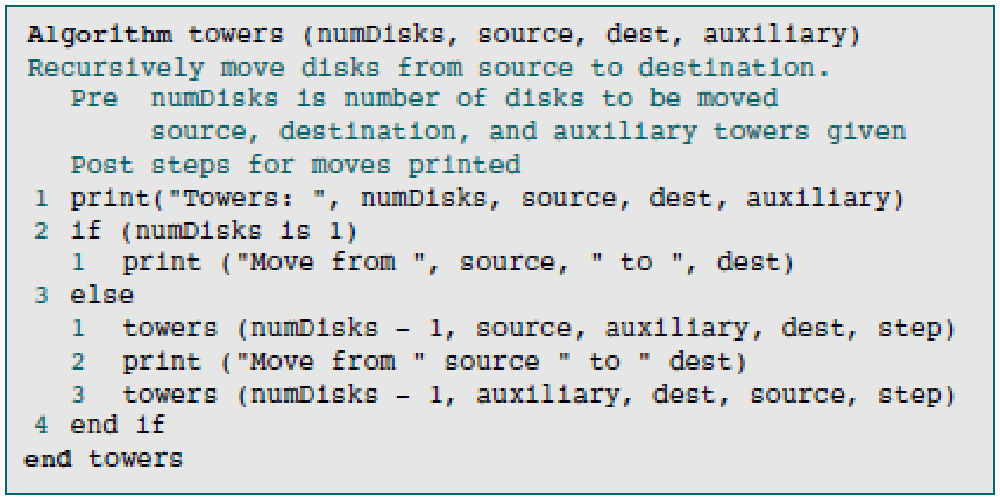 Algorithm towers (numDisks, source, dest, auxiliary)
Recursively move disks from source to destination.
Pre numDisks is number of disks to be moved
source, destination, and auxiliary towers given
Post steps for moves printed
1 print("Towers: ", numDisks, source, dest, auxiliary)
2 if (numDisks is 1)
1 print ("Move from ", source, " to ", dest)
3 else
1 towers (numDisks - 1, source, auxiliary, dest, step)
2 print ("Move from " source " to " dest)
3 towers (numDisks - 1, auxiliary, dest, source, step)
4 end if
end towers